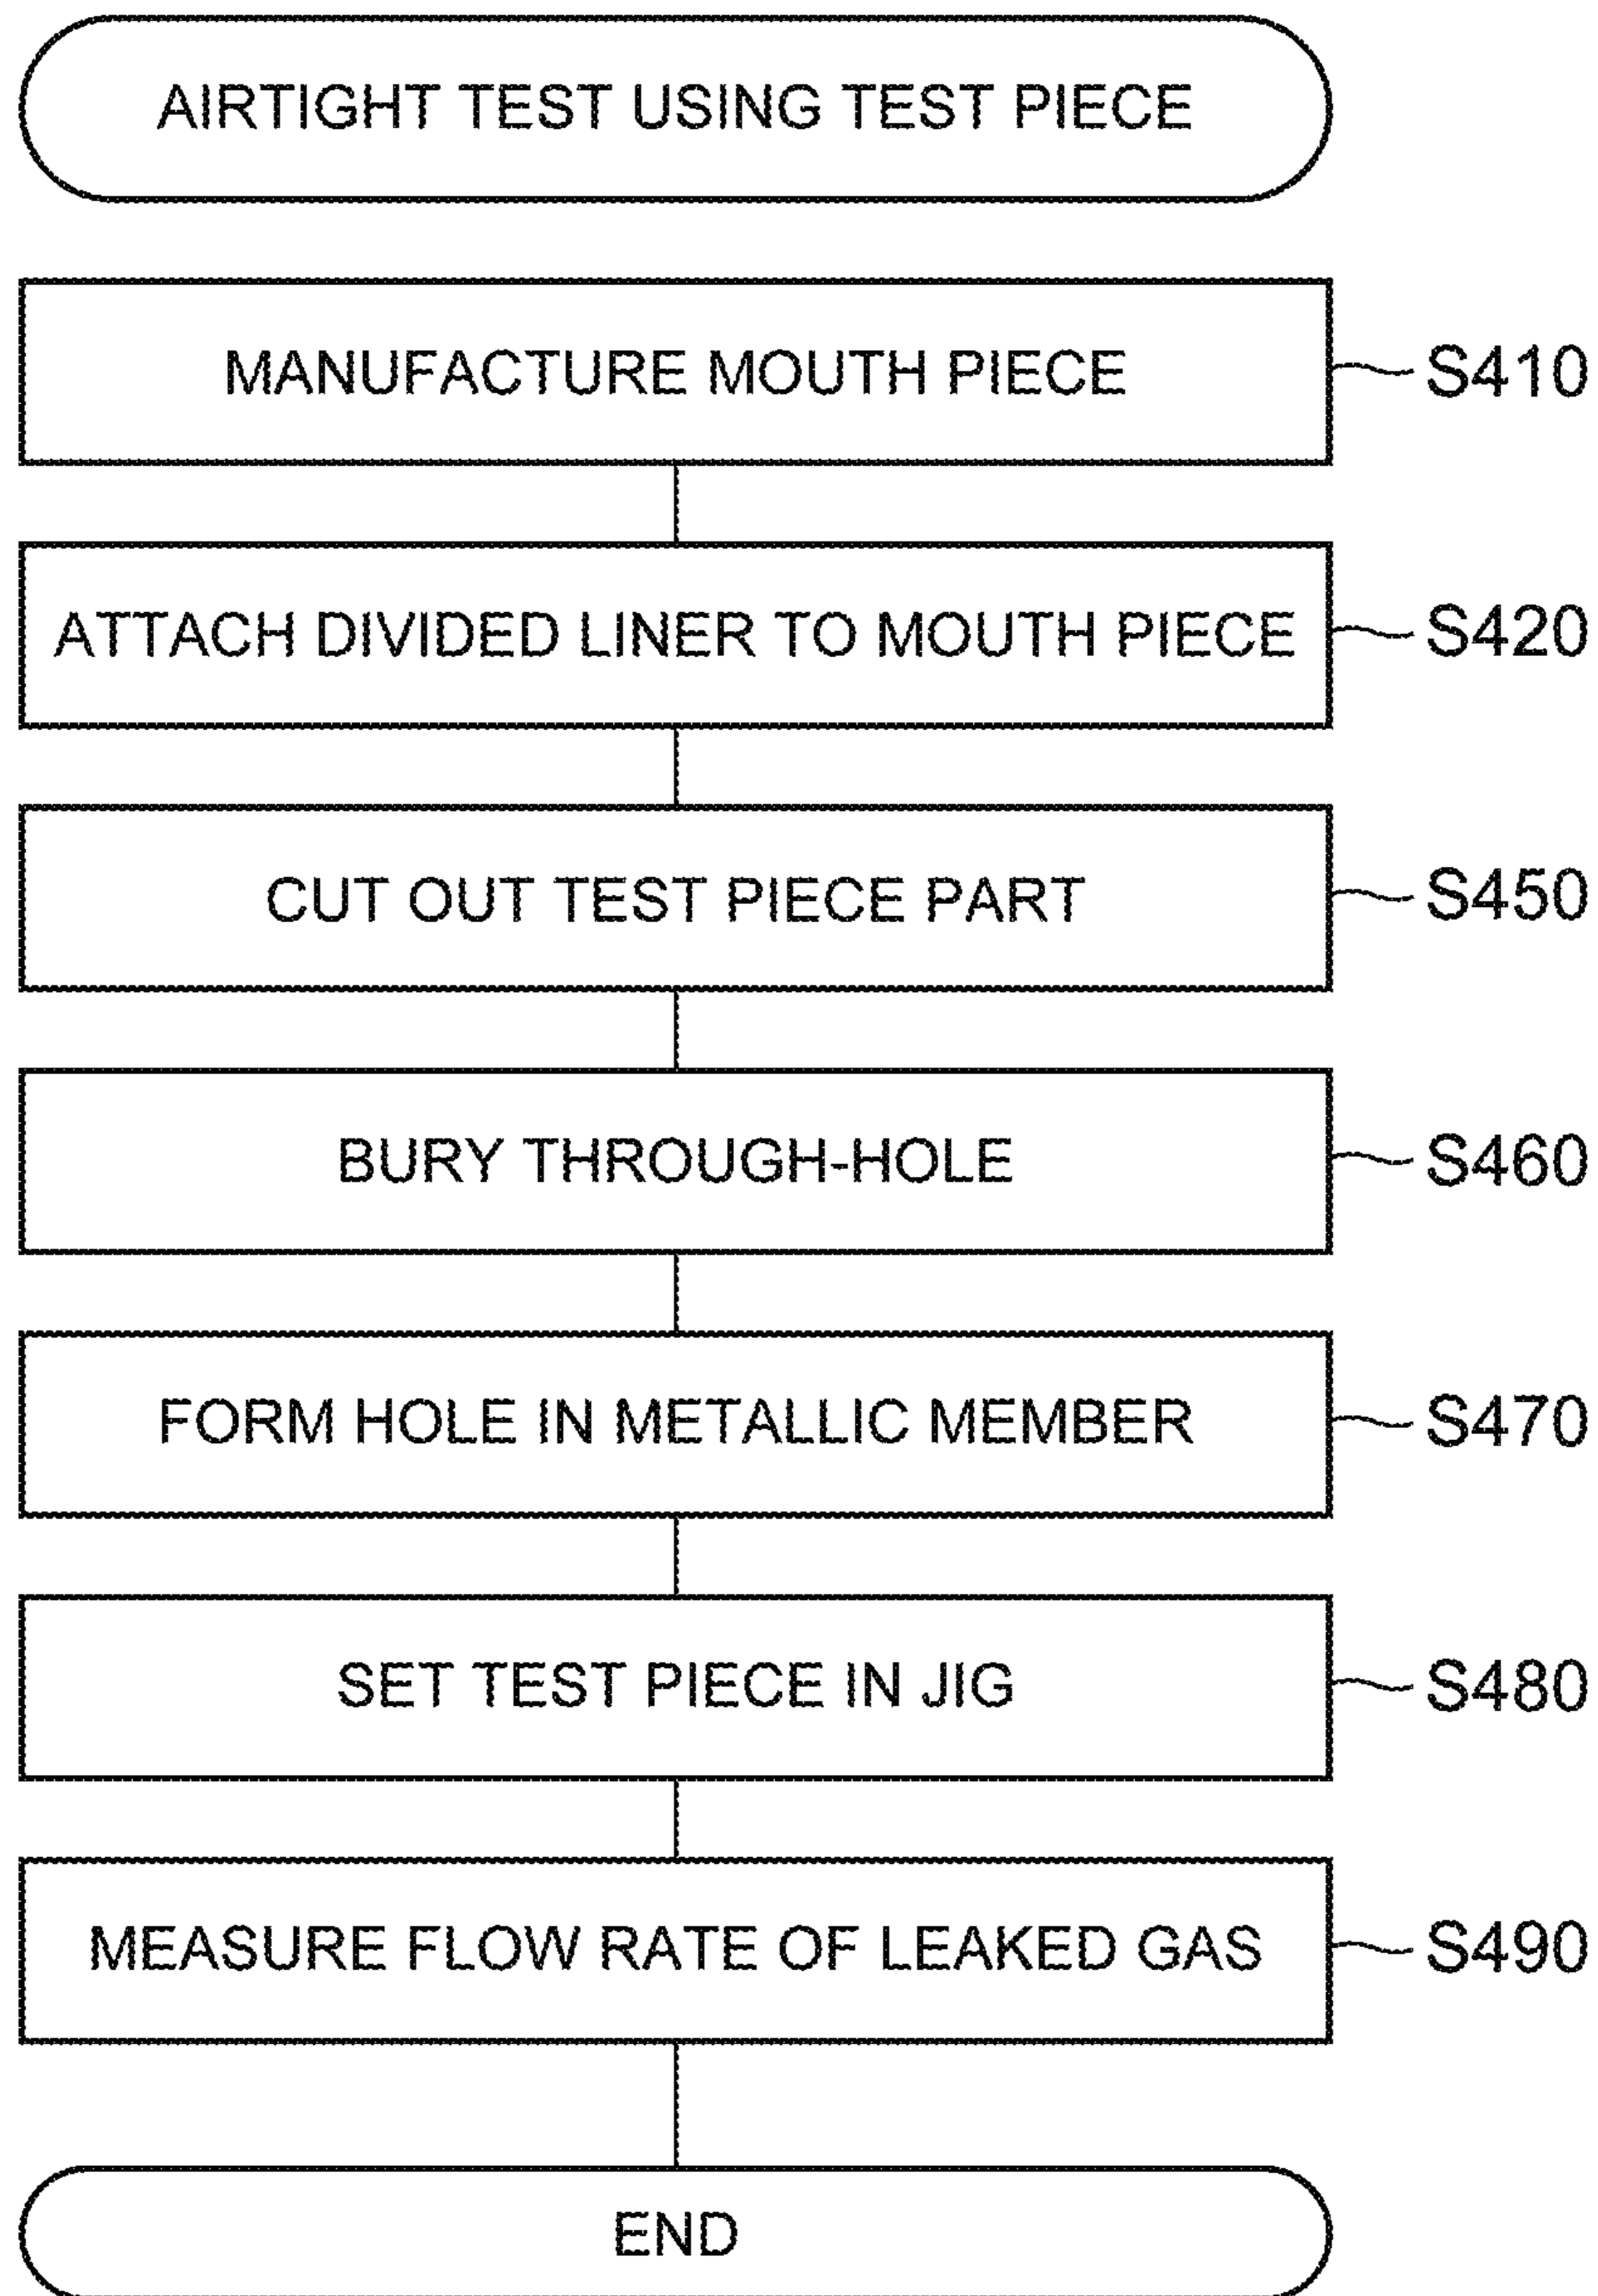 AIRTIGHT TEST USING TEST PIECE
MANUFACTURE MOUTH PIECE
S410
ATTACH DIVIDED LINER TO MOUTH PIECE
S420
CUT OUT TEST PIECE PART
S450
BURY THROUGH-HOLE
S460
FORM HOLE IN METALLIC MEMBER
S470
SET TEST PIECE IN JIG
S480
MEASURE FLOW RATE OF LEAKED GAS
S490
END